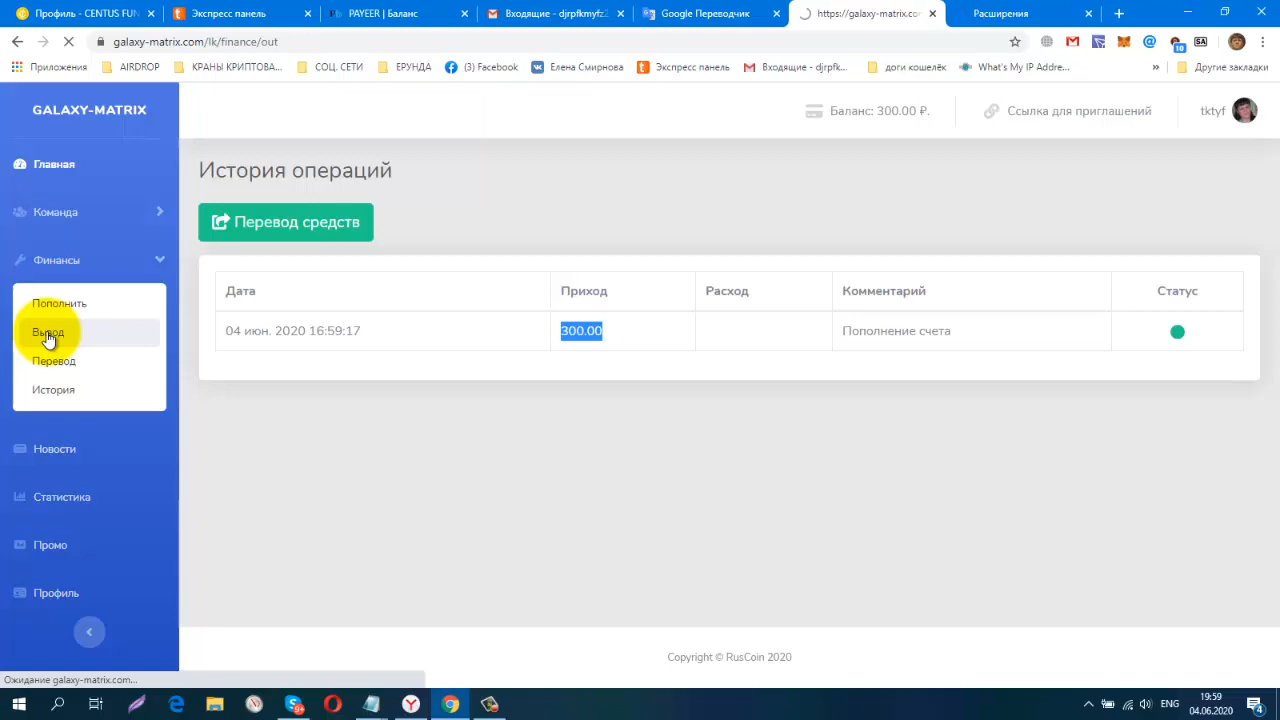 Профиль - CENTUS FUN
Экспресс панель
PAYEER | Баланс
Входящие - djrpfkmyfz2
Google Переводчик
https://galaxy-matrix.com
Расширения
galaxy-matrix.com/lk/finance/out
10
Приложения
AIRDROP
КРАНЫ КРИПТОВА...
СОЦ. СЕТИ
ЕРУНДА
(3) Facebook
Елена Смирнова
Экспресс панель
Входящие - djrpfk...
доги кошелёк
What's My IP Addre...
»
Другие закладки
GALAXY-MATRIX
Баланс: 300.00 ₽.
Ссылка для приглашений
tktyf
Главная
Команда
Финансы
Пополнить
Вывод
Перевод
История
Новости
Статистика
Промо
Профиль
История операций
Перевод средств
Дата
Приход
Расход
Комментарий
Статус
04 июн. 2020 16:59:17
300.00
Пополнение счета
Copyright © RusCoin 2020
Ожидание galaxy-matrix.com...
9+
ENG
19:59
04.06.2020
4